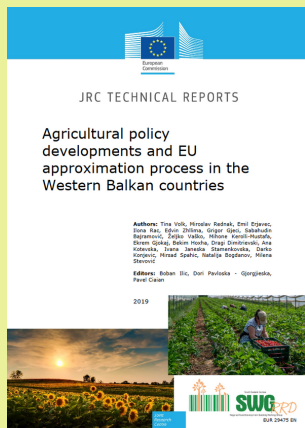 European
Commission
JRC TECHNICAL REPORTS
Agricultural policy
developments and EU
approximation process in the
Western Balkan countries
Authors: Tina Volk, Miroslav Rednak, Emil Erjavec,
Ilona Rac, Edvin Zhllima, Grigor Gjeci, Sabahudin
Bajramović, Željko Vaško, Mihone Kerolli-Mustafa,
Ekrem Gjokaj, Bekim Hoxha, Dragi Dimitrievski, Ana
Kotevska, Ivana Janeska Stamenkovska, Darko
Konjevic, Mirsad Spahic, Natalija Bogdanov, Milena
Stevović
Editors: Boban Ilic, Dori Pavloska - Gjorgjieska,
Pavel Ciaian
2019
Joint
Research
Centre
SWG
RRD
EUR 29475 EN